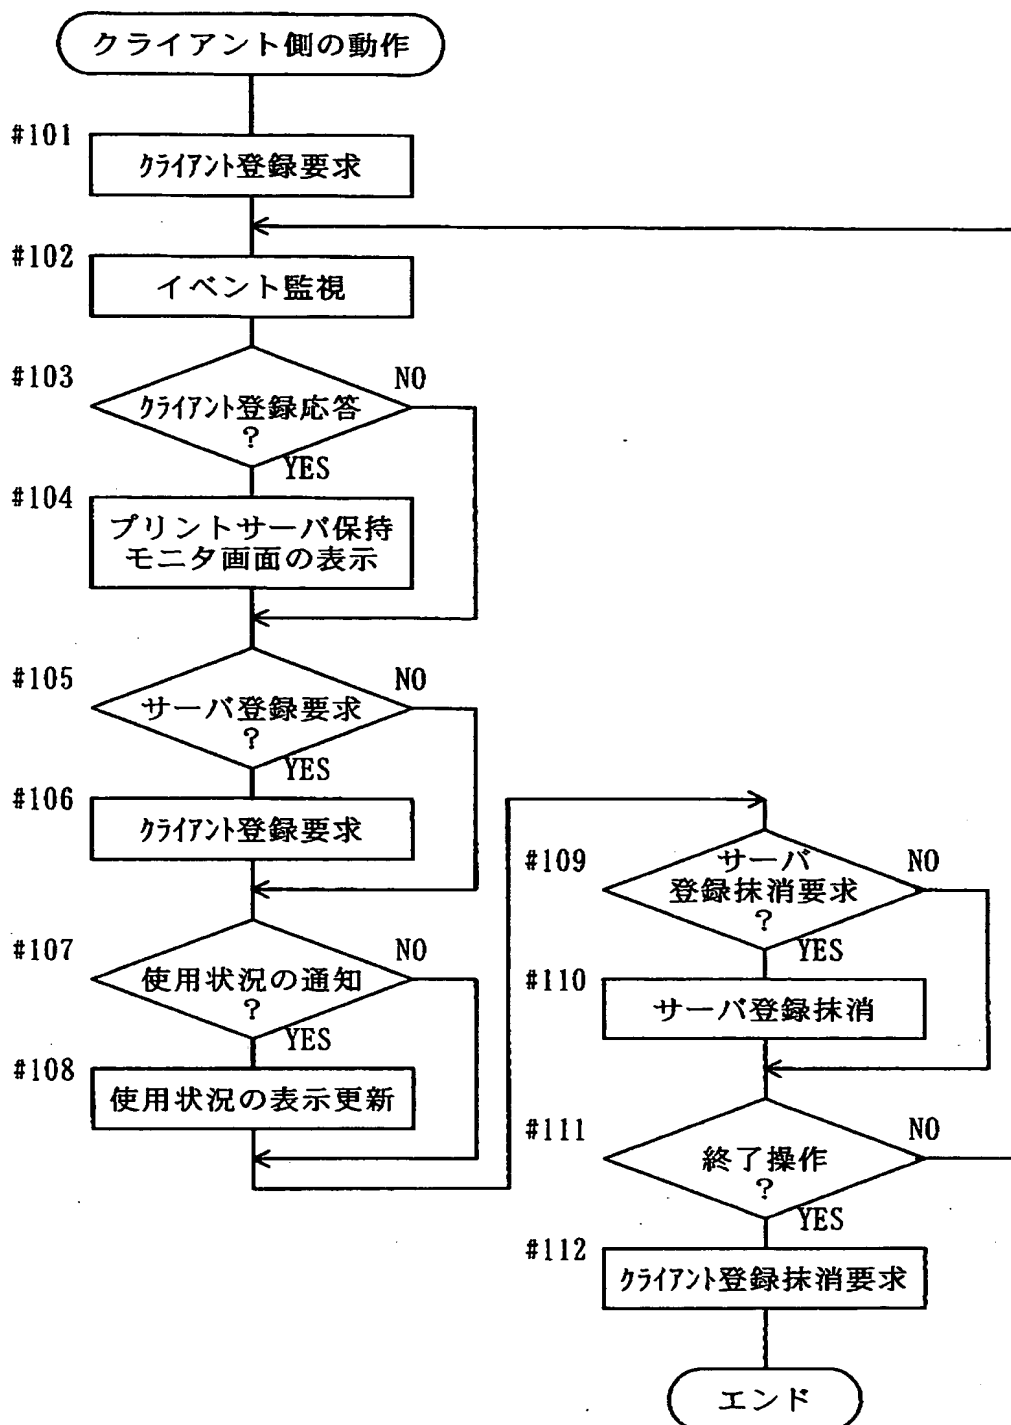 クライアント側の動作
#101
クライアント登録要求
#102
イベント監視
#103
NO
クライアント登録応答
?
YES
#104
プリントサーバ保持
モニタ画面の表示
#105
NO
サーバ登録要求
?
YES
#106
クライアント登録要求
#107
NO
使用状況の通知
?
YES
#108
使用状況の表示更新
#109
NO
サーバ
登録抹消要求
?
YES
#110
サーバ登録抹消
#111
NO
終了操作
?
YES
#112
クライアント登録抹消要求
エンド